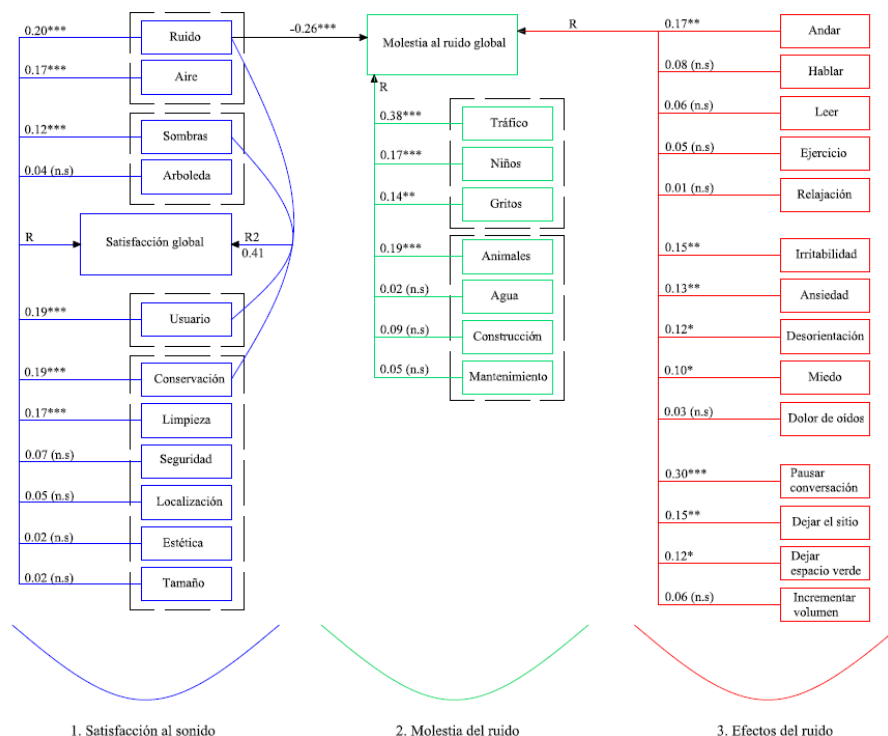 0.20***
Ruido
-0.26***
Molestia al ruido global
R
0.17**
Andar
0.17***
Aire
0.08 (n.s)
Hablar
R
0.12***
Sombras
0.38***
Tráfico
0.06 (n.s)
Leer
0.04 (n.s)
Arboleda
0.17***
Niños
0.05 (n.s)
Ejercicio
0.14**
Gritos
0.01 (n.s)
Relajación
R
Satisfacción global
R2
0.41
0.19***
Animales
0.15**
Irritabilidad
0.02 (n.s)
Agua
0.13**
Ansiedad
0.19***
Usuario
0.09 (n.s)
Construcción
0.12*
Desorientación
0.19***
Conservación
0.05 (n.s)
Mantenimiento
0.10*
Miedo
0.17***
Limpieza
0.03 (n.s)
Dolor de oídos
0.07 (n.s)
Seguridad
0.30***
Pausar
conversación
0.05 (n.s)
Localización
0.15**
Dejar el sitio
0.02 (n.s)
Estética
0.12*
Dejar
espacio verde
0.02 (n.s)
Tamaño
0.06 (n.s)
Incrementar
volumen
1. Satisfacción al sonido
2. Molestia del ruido
3. Efectos del ruido